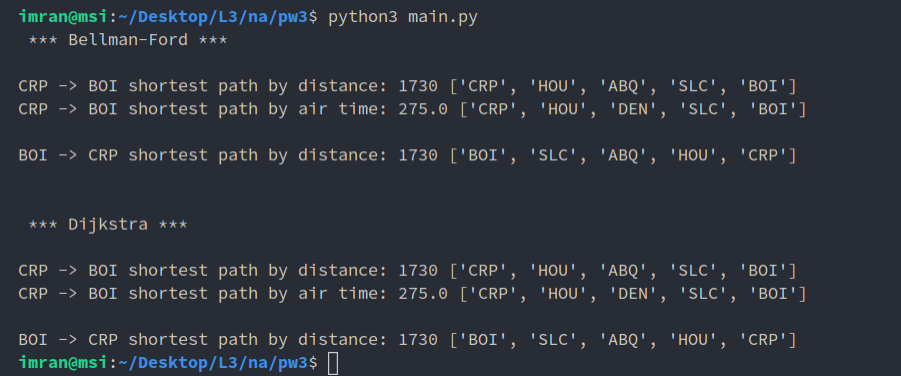 imran@msi:~/Desktop/L3/na/pw3$ python3 main.py
*** Bellman-Ford ***
CRP -> BOI shortest path by distance: 1730 ['CRP', 'HOU', 'ABQ', 'SLC', 'BOI']
CRP -> BOI shortest path by air time: 275.0 ['CRP', 'HOU', 'DEN', 'SLC', 'BOI']
BOI -> CRP shortest path by distance: 1730 ['BOI', 'SLC', 'ABQ', 'HOU', 'CRP']
*** Dijkstra ***
CRP -> BOI shortest path by distance: 1730 ['CRP', 'HOU', 'ABQ', 'SLC', 'BOI']
CRP -> BOI shortest path by air time: 275.0 ['CRP', 'HOU', 'DEN', 'SLC', 'BOI']
BOI -> CRP shortest path by distance: 1730 ['BOI', 'SLC', 'ABQ', 'HOU', 'CRP']
imran@msi:~/Desktop/L3/na/pw3$